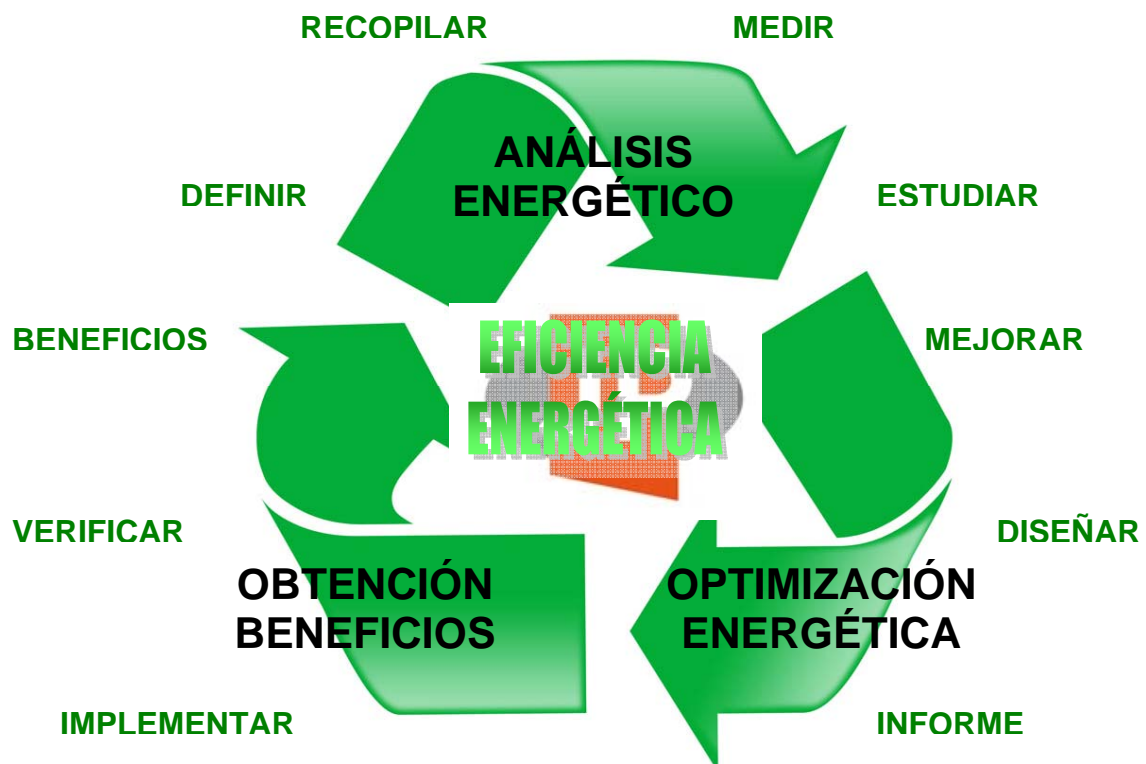 RECOPILAR
MEDIR
ANÁLISIS
ENERGÉTICO
DEFINIR
ESTUDIAR
BENEFICIOS
EFICIENCIA
ENERGÉTICA
MEJORAR
VERIFICAR
DISEÑAR
OBTENCIÓN
BENEFICIOS
OPTIMIZACIÓN
ENERGÉTICA
IMPLEMENTAR
INFORME